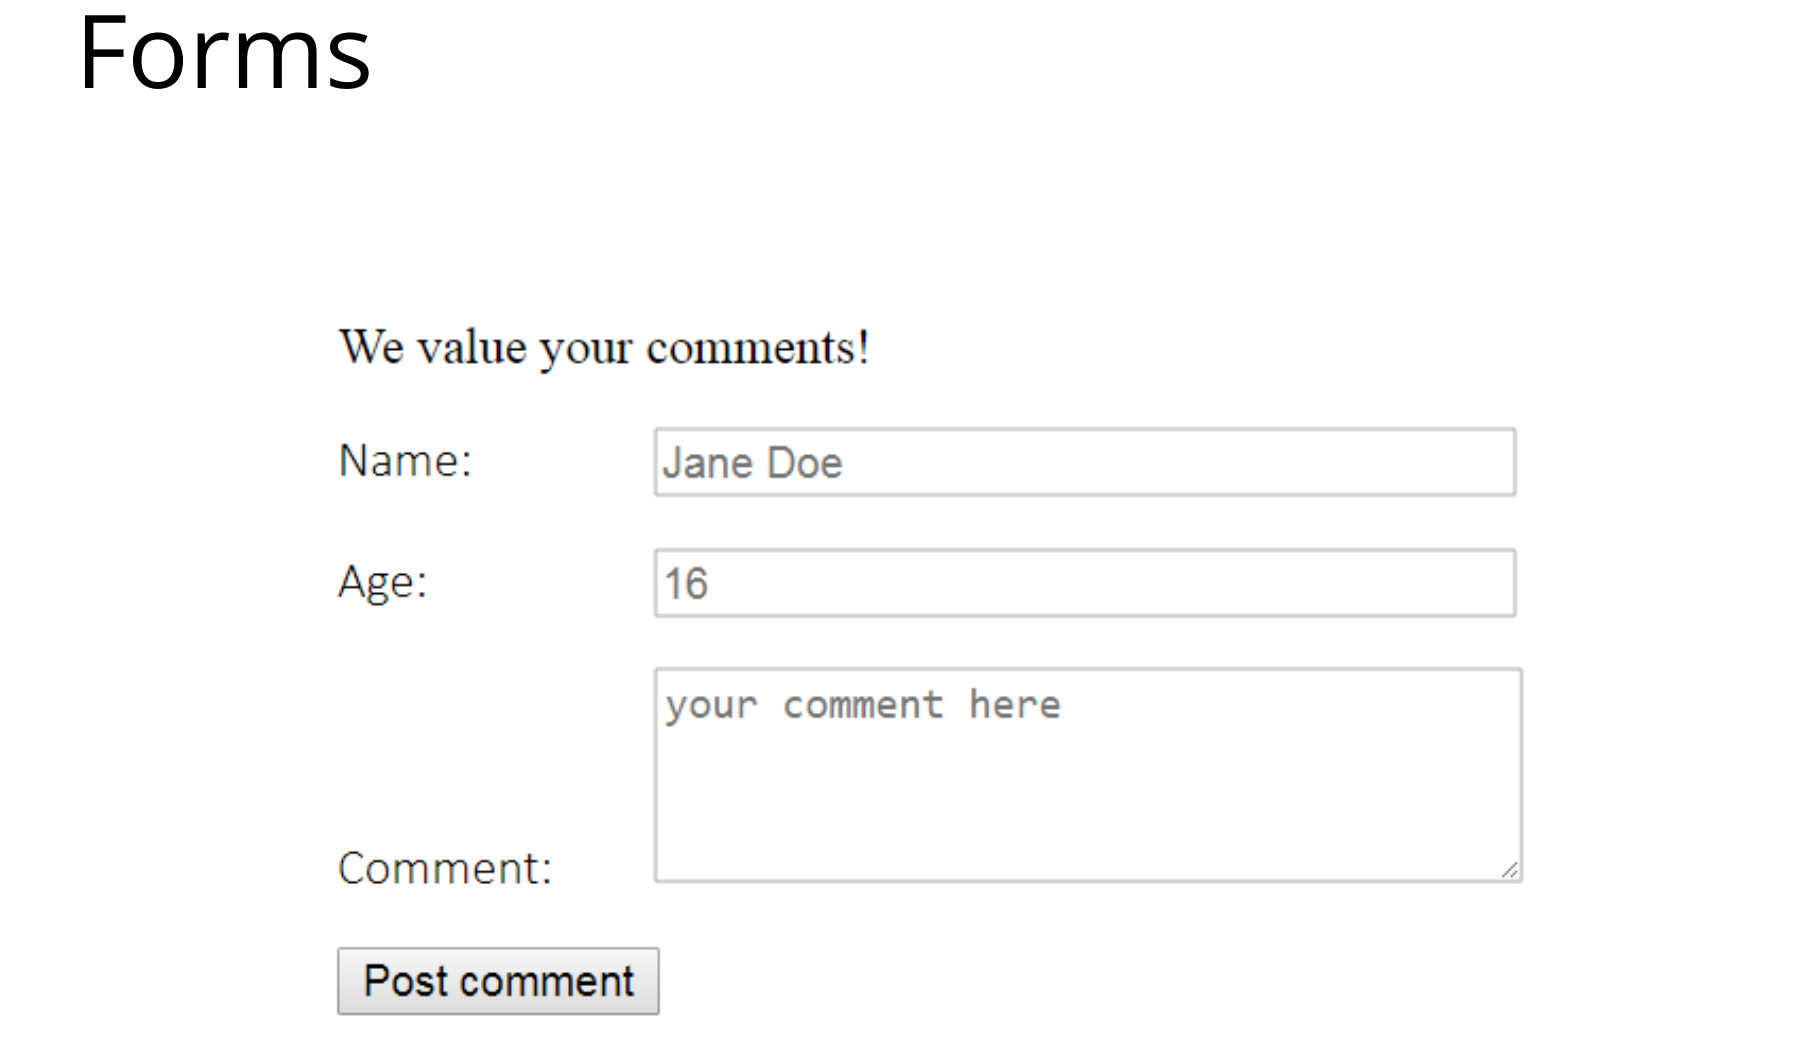 Forms
We value your comments!
Name: Jane Doe
Age: 16
your comment here
Comment:
Post comment